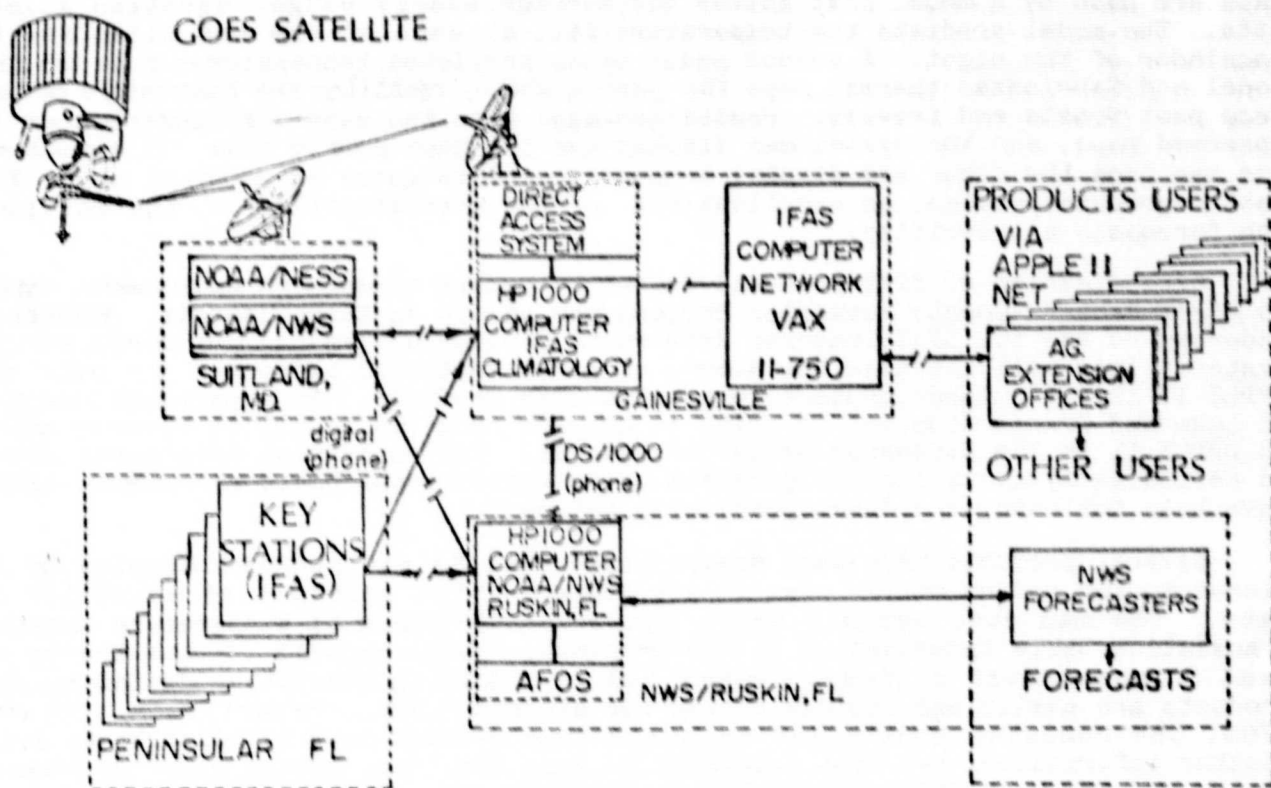 GOES SATELLITE
DIRECT
ACCESS
SYSTEM
HP1000
COMPUTER
IFAS
CLIMATOLOGY
IFAS
COMPUTER
NETWORK
VAX
11-750
GAINESVILLE
PRODUCTS USERS
VIA
APPLE II
NET
AG.
EXTENSION
OFFICES
OTHER USERS
NOAA/NESS
NOAA/NWS
SUITLAND,
MD.
digital
(phone)
DS/1000
(phone)
KEY
STATIONS
(IFAS)
PENINSULAR FL
HP1000
COMPUTER
NOAA/NWS
RUSKIN, FL
AFOS
NWS/RUSKIN, FL
NWS
FORECASTERS
FORECASTS